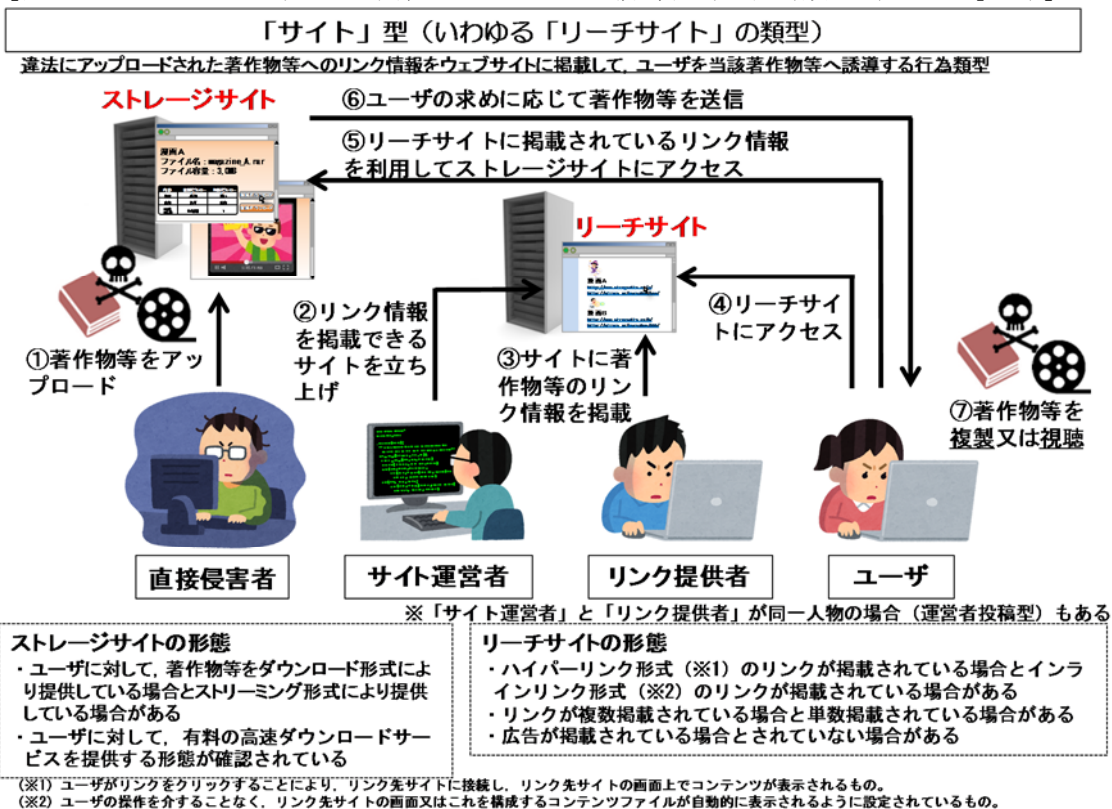 「サイト」型（いわゆる「リーチサイト」の類型）
違法にアップロードされた著作物等へのリンク情報をウェブサイトに掲載して，ユーザを当該著作物等へ誘導する行為類型
ストレージサイト
⑥ユーザの求めに応じて著作物等を送信
⑤リーチサイトに掲載されているリンク情報
を利用してストレージサイトにアクセス
漫画A
ファイル名：magazine_A.rar
ファイル容量：3.0MB
リーチサイト
漫画A
漫画B
①著作物等をアッ
プロード
②リンク情報
を掲載できる
サイトを立ち
上げ
③サイトに著
作物等のリン
ク情報を掲載
④リーチサイ
トにアクセス
⑦著作物等を
複製又は視聴
直接侵害者
サイト運営者
リンク提供者
ユーザ
※「サイト運営者」と「リンク提供者」が同一人物の場合（運営者投稿型）もある
ストレージサイトの形態
・ユーザに対して，著作物等をダウンロード形式によ
り提供している場合とストリーミング形式により提供
している場合がある
・ユーザに対して，有料の高速ダウンロードサー
ビスを提供する形態が確認されている
リーチサイトの形態
・ハイパーリンク形式（※1）のリンクが掲載されている場合とインラ
インリンク形式（※2）のリンクが掲載されている場合がある
・リンクが複数掲載されている場合と単数掲載されている場合がある
・広告が掲載されている場合とされていない場合がある
（※1）ユーザがリンクをクリックすることにより，リンク先サイトに接続し，リンク先サイトの画面上でコンテンツが表示されるもの。
（※2）ユーザの操作を介することなく，リンク先サイトの画面又はこれを構成するコンテンツファイルが自動的に表示されるように設定されているもの。